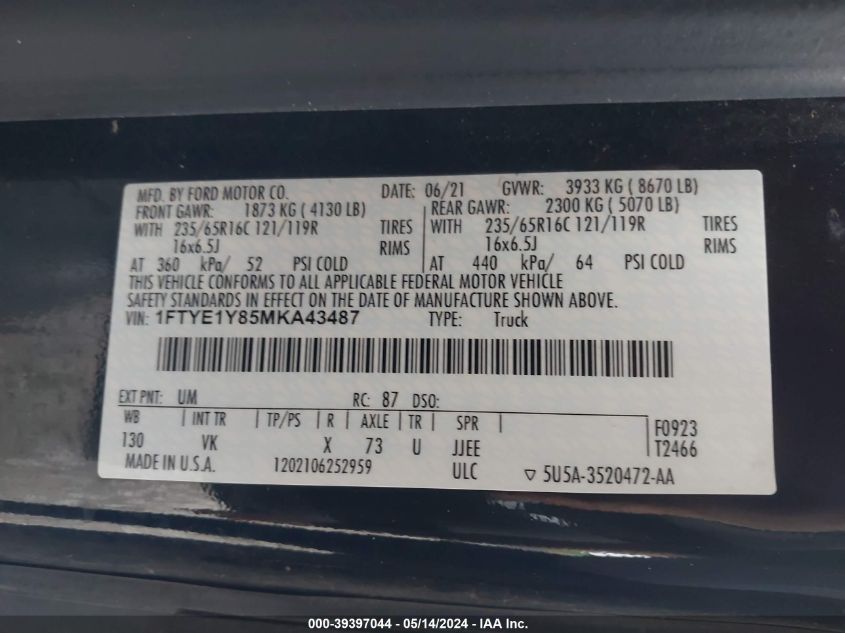 MFD. BY FORD MOTOR CO. DATE: 06/21 GVWR: 3933 KG ( 8670 LB)
FRONT GAWR: 1873 KG ( 4130 LB) REAR GAWR: 2300 KG ( 5070 LB)
WITH 235/65R16C 121/119R TIRES WITH 235/65R16C 121/119R TIRES
16x6.5J RIMS 16x6.5J RIMS
AT 360 kPa/ 52 PSI COLD AT 440 kPa/ 64 PSI COLD
THIS VEHICLE CONFORMS TO ALL APPLICABLE FEDERAL MOTOR VEHICLE
SAFETY STANDARDS IN EFFECT ON THE DATE OF MANUFACTURE SHOWN ABOVE.
VIN: 1FTYE1Y85MKA43487 TYPE: Truck
EXT PNT: UM RC: 87 DSO:
WB INT TR TP/PS R AXLE TR SPR F0923
130 VK X 73 U JJEE T2466
MADE IN U.S.A. 1202106252959 ULC ▽ 5U5A-3520472-AA
000-39397044 — 05/14/2024 — IAA Inc.